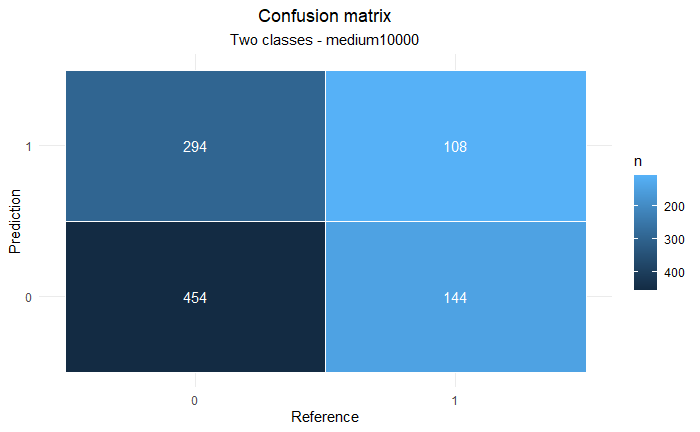 Confusion matrix
Two classes - medium10000
1
294
108
n
200
300
400
Prediction
0
454
144
0
1
Reference